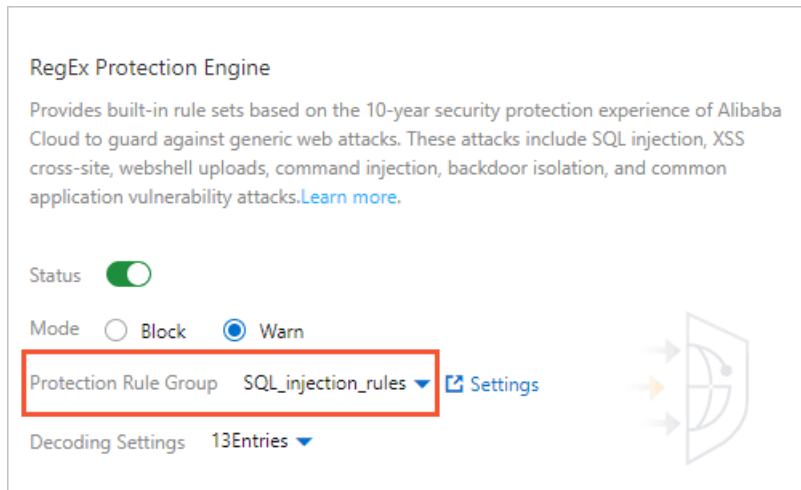 RegEx Protection Engine
Provides built-in rule sets based on the 10-year security protection experience of Alibaba
Cloud to guard against generic web attacks. These attacks include SQL injection, XSS
cross-site, webshell uploads, command injection, backdoor isolation, and common
application vulnerability attacks.Learn more.
Status
Mode Block Warn
Protection Rule Group SQL_injection_rules Settings
Decoding Settings 13Entries